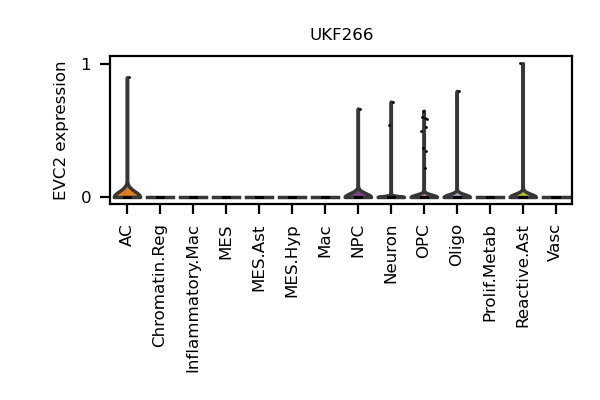 UKF266
EVC2 expression
1
0
AC
Chromatin.Reg
Inflammatory.Mac
MES
MES.Ast
MES.Hyp
Mac
NPC
Neuron
OPC
Oligo
Prolif.Metab
Reactive.Ast
Vasc